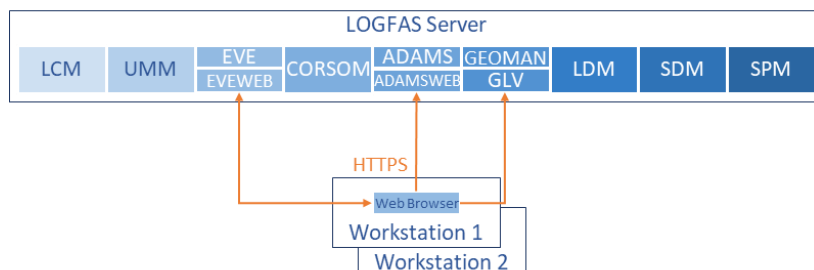 LOGFAS Server
LCM
UMM
EVE
EVEWEB
CORSOM
ADAMS
ADAMSWEB
GEOMAN
GLV
LDM
SDM
SPM
HTTPS
Web Browser
Workstation 1
Workstation 2